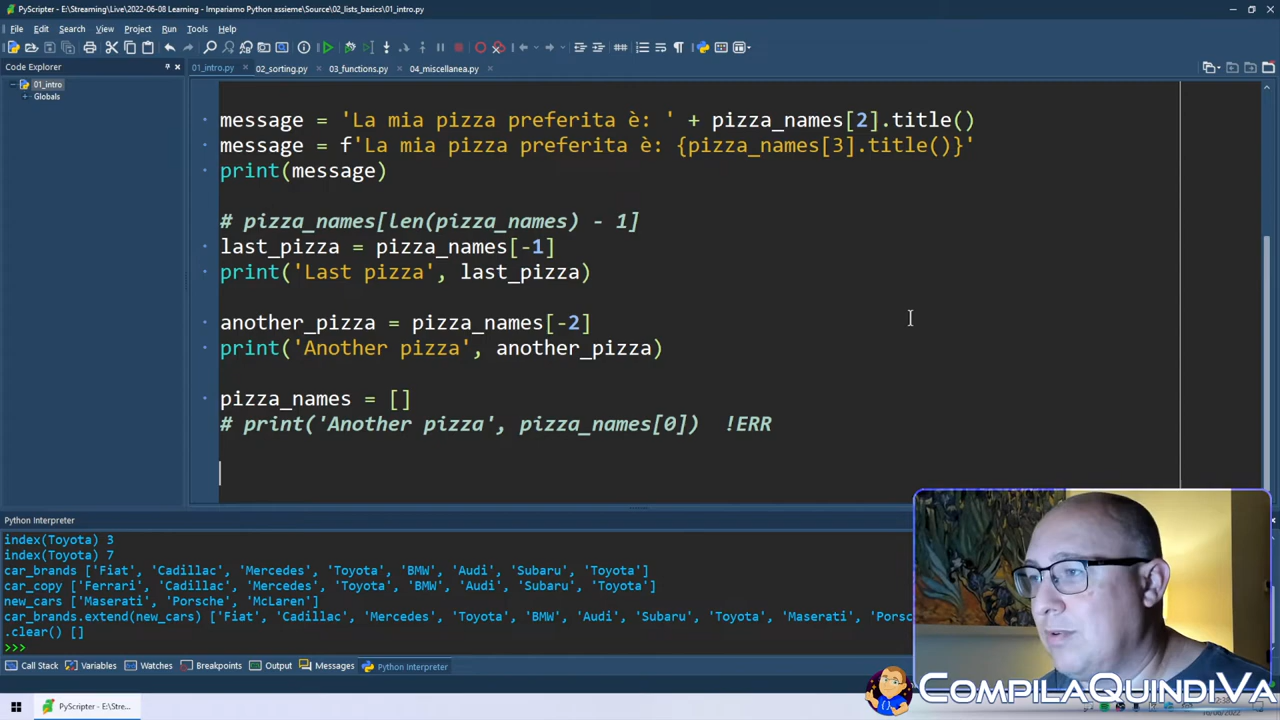 PyScripter - E:\Streaming\Live\2022-06-08 Learning - Impariamo Python assieme\Source\02_lists_basics\01_intro.py
File Edit Search View Project Run Tools Help
Code Explorer
01_intro
Globals
01_intro.py 02_sorting.py 03_functions.py 04_miscellanea.py
message = 'La mia pizza preferita è: ' + pizza_names[2].title()
message = f'La mia pizza preferita è: {pizza_names[3].title()}'
print(message)
# pizza_names[len(pizza_names) - 1]
last_pizza = pizza_names[-1]
print('Last pizza', last_pizza)
another_pizza = pizza_names[-2]
print('Another pizza', another_pizza)
pizza_names = []
# print('Another pizza', pizza_names[0])  !ERR
Python Interpreter
index(Toyota) 3
index(Toyota) 7
car_brands ['Fiat', 'Cadillac', 'Mercedes', 'Toyota', 'BMW', 'Audi', 'Subaru', 'Toyota']
car_copy ['Ferrari', 'Cadillac', 'Mercedes', 'Toyota', 'BMW', 'Audi', 'Subaru', 'Toyota']
new_cars ['Maserati', 'Porsche', 'McLaren']
car_brands.extend(new_cars) ['Fiat', 'Cadillac', 'Mercedes', 'Toyota', 'BMW', 'Audi', 'Subaru', 'Toyota', 'Maserati', 'Porsc
.clear() []
>>>
Call Stack Variables Watches Breakpoints Output Messages Python Interpreter
COMPILAQUINDIVA
PyScripter - E:\Stre...